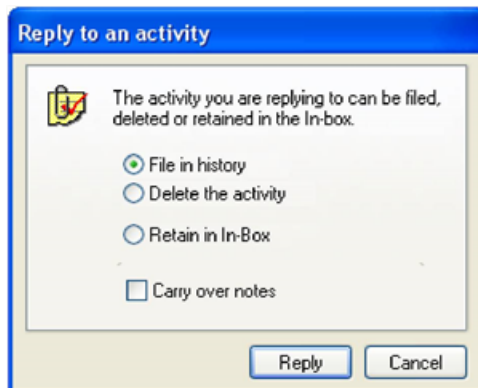 Reply to an activity
The activity you are replying to can be filed,
deleted or retained in the In-box.
File in history
Delete the activity
Retain in In-Box
Carry over notes
Reply
Cancel